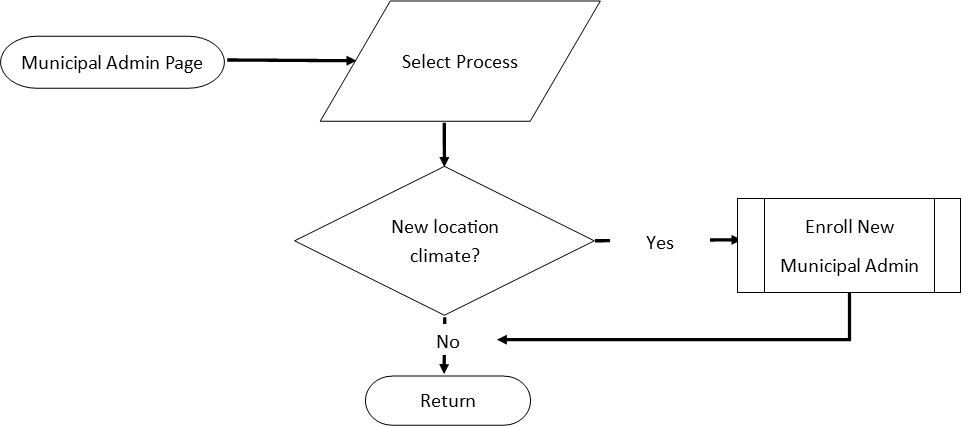 Municipal Admin Page
Select Process
New location
climate?
Yes
Enroll New
Municipal Admin
No
Return